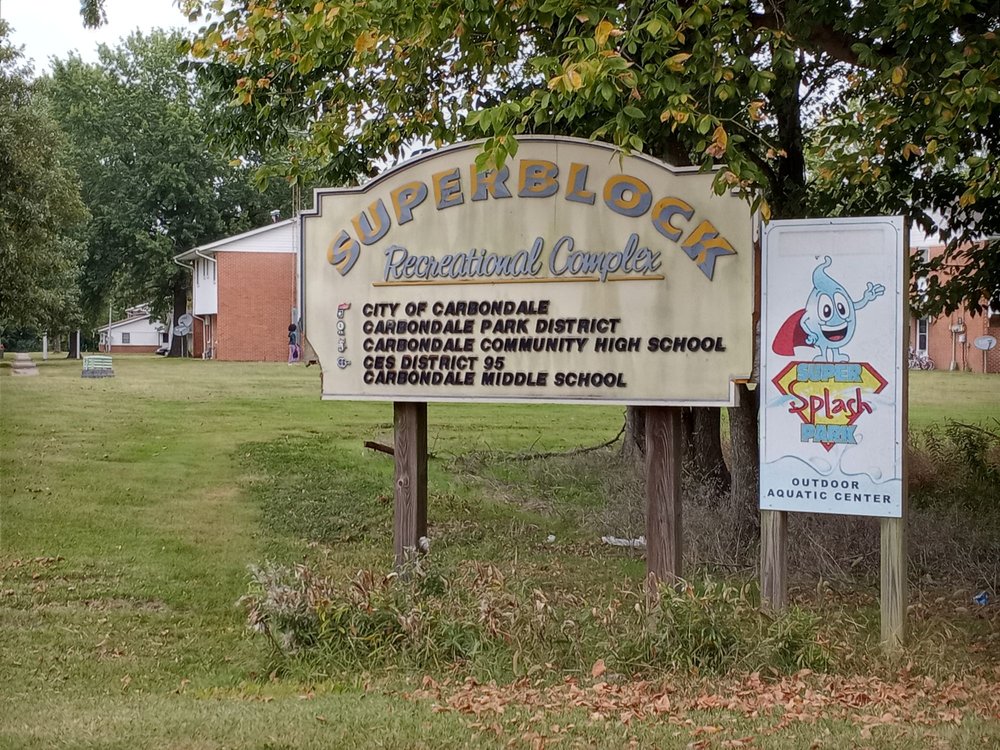 SUPERBLOCK
Recreational Complex
CITY OF CARBONDALE
CARBONDALE PARK DISTRICT
CARBONDALE COMMUNITY HIGH SCHOOL
CES DISTRICT 95
CARBONDALE MIDDLE SCHOOL
SUPER
Splash
PARK
OUTDOOR
AQUATIC CENTER